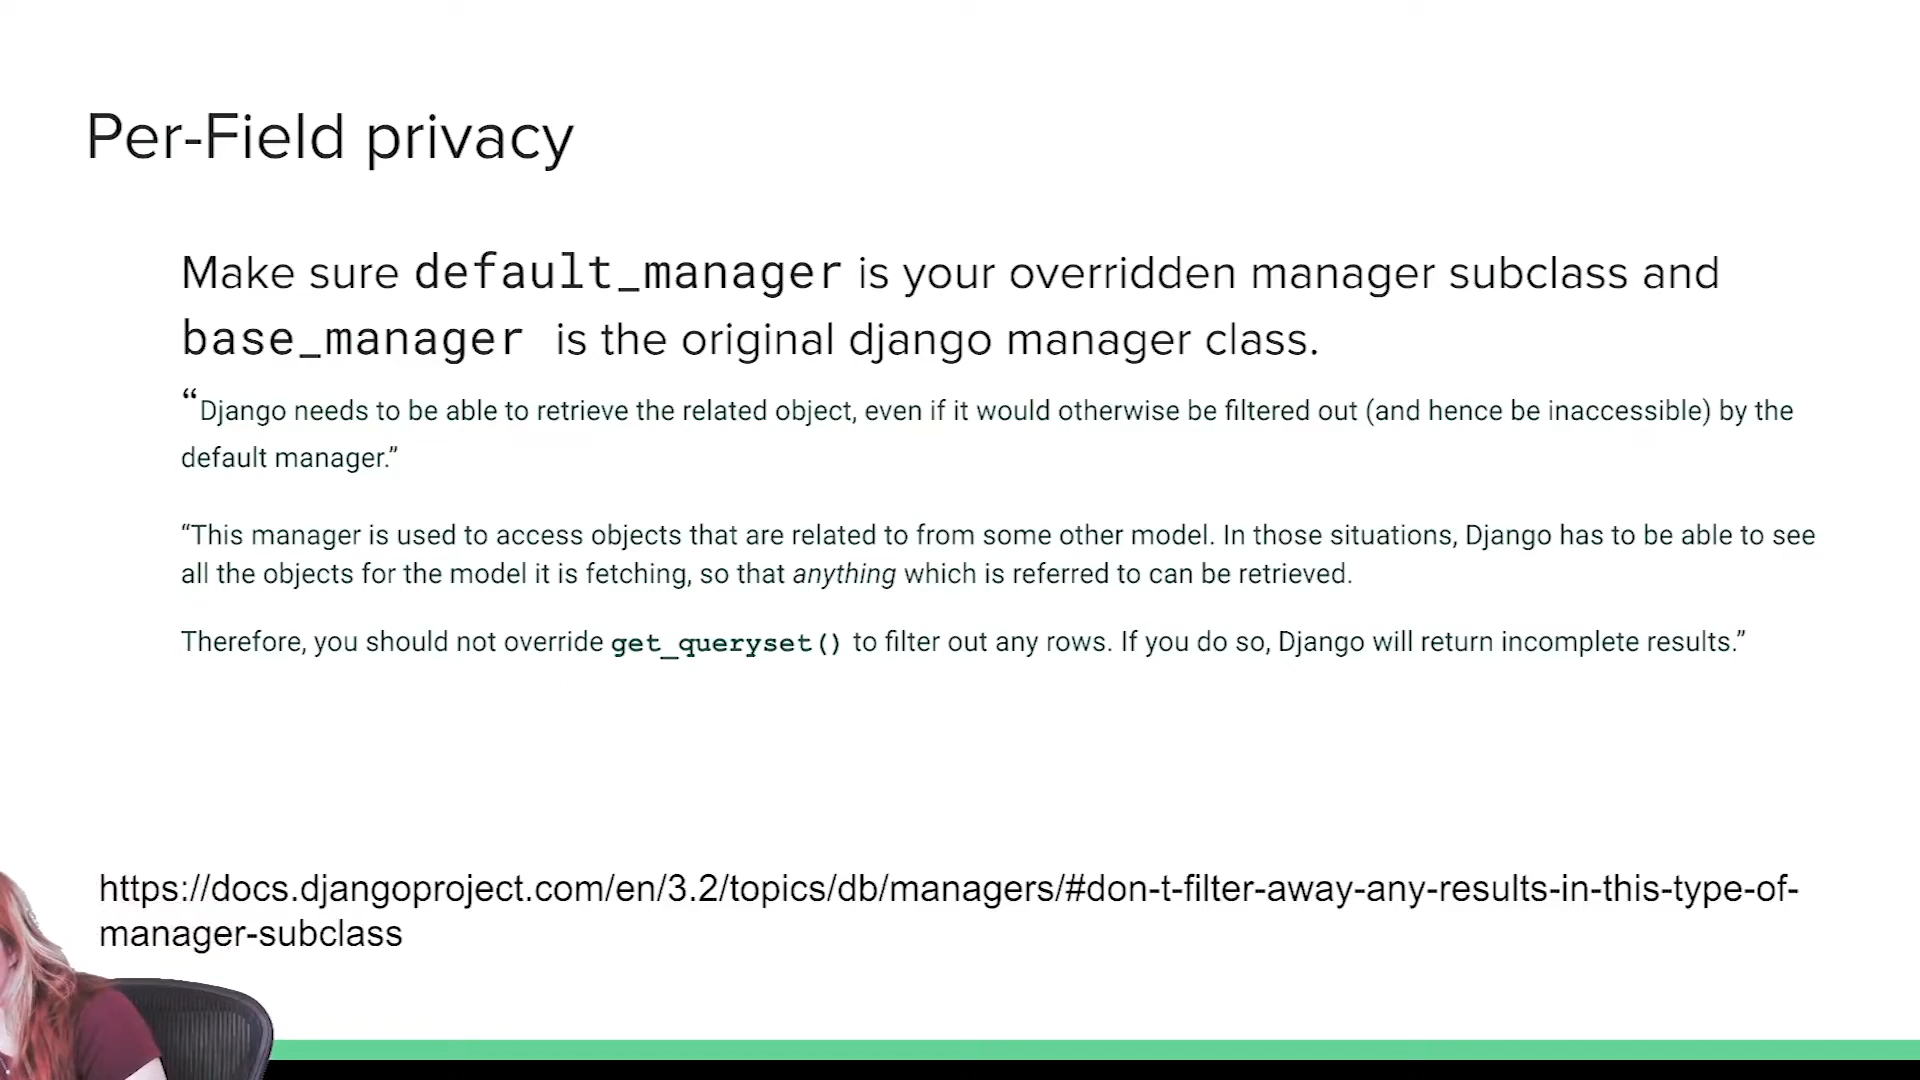 Per-Field privacy
Make sure default_manager is your overridden manager subclass and
base_manager is the original django manager class.
“Django needs to be able to retrieve the related object, even if it would otherwise be filtered out (and hence be inaccessible) by the
default manager.”
“This manager is used to access objects that are related to from some other model. In those situations, Django has to be able to see
all the objects for the model it is fetching, so that anything which is referred to can be retrieved.
Therefore, you should not override get_queryset() to filter out any rows. If you do so, Django will return incomplete results.”
https://docs.djangoproject.com/en/3.2/topics/db/managers/#don-t-filter-away-any-results-in-this-type-of-
manager-subclass